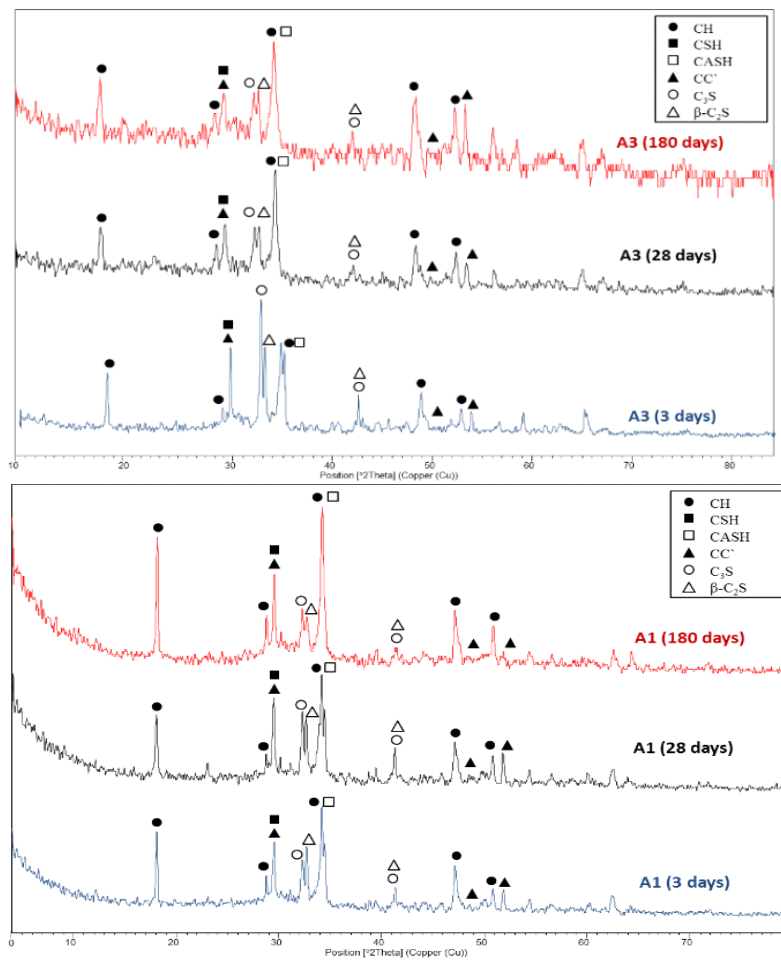 CH
CSH
CASH
CC`
C₃S
β-C₂S
A3 (180 days)
A3 (28 days)
A3 (3 days)
10 20 30 40 50 60 70 80
Position [°2Theta] (Copper (Cu))
CH
CSH
CASH
CC`
C₃S
β-C₂S
A1 (180 days)
A1 (28 days)
A1 (3 days)
0 20 30 40 50 60 70
Position [°2Theta] (Copper (Cu))